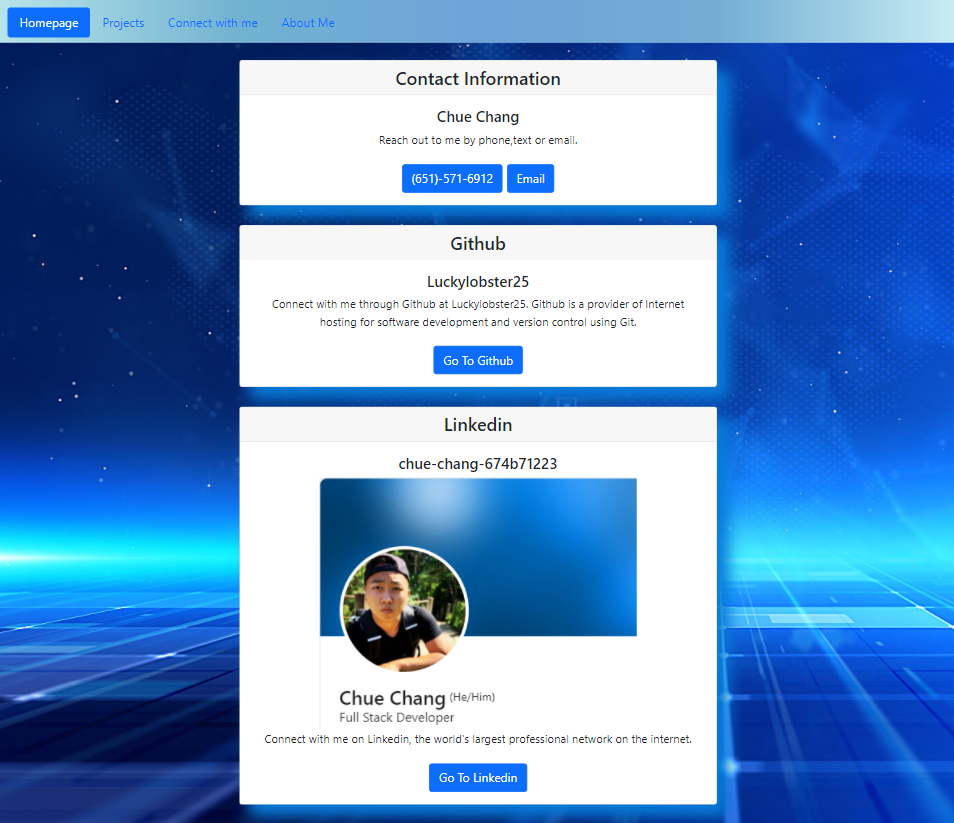 Homepage Projects Connect with me About Me
Contact Information
Chue Chang
Reach out to me by phone,text or email.
(651)-571-6912 Email
Github
Luckylobster25
Connect with me through Github at Luckylobster25. Github is a provider of Internet
hosting for software development and version control using Git.
Go To Github
Linkedin
chue-chang-674b71223
Chue Chang (He/Him)
Full Stack Developer
Connect with me on Linkedin, the world's largest professional network on the internet.
Go To Linkedin